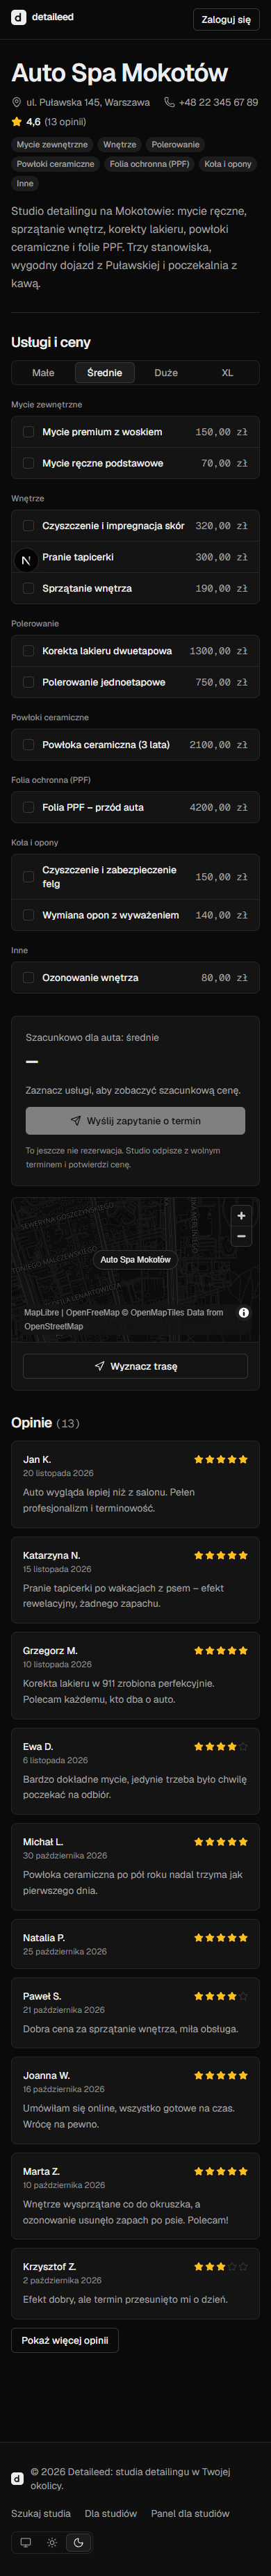 detaileed
Zaloguj się
Auto Spa Mokotów
ul. Puławska 145, Warszawa
+48 22 345 67 89
4,6 (13 opinii)
Mycie zewnętrzne
Wnętrze
Polerowanie
Powłoki ceramiczne
Folia ochronna (PPF)
Koła i opony
Inne
Studio detailingu na Mokotowie: mycie ręczne,
sprzątanie wnętrz, korekty lakieru, powłoki
ceramiczne i folie PPF. Trzy stanowiska,
wygodny dojazd z Puławskiej i poczekalnia z
kawą.
Usługi i ceny
Małe
Średnie
Duże
XL
Mycie zewnętrzne
Mycie premium z woskiem 150,00 zł
Mycie ręczne podstawowe 70,00 zł
Wnętrze
Czyszczenie i impregnacja skór 320,00 zł
Pranie tapicerki 300,00 zł
Sprzątanie wnętrza 190,00 zł
Polerowanie
Korekta lakieru dwuetapowa 1300,00 zł
Polerowanie jednoetapowe 750,00 zł
Powłoki ceramiczne
Powłoka ceramiczna (3 lata) 2100,00 zł
Folia ochronna (PPF)
Folia PPF – przód auta 4200,00 zł
Koła i opony
Czyszczenie i zabezpieczenie
felg 150,00 zł
Wymiana opon z wyważeniem 140,00 zł
Inne
Ozonowanie wnętrza 80,00 zł
Szacunkowo dla auta: średnie
—
Zaznacz usługi, aby zobaczyć szacunkową cenę.
Wyślij zapytanie o termin
To jeszcze nie rezerwacja. Studio odpisze z wolnym
terminem i potwierdzi cenę.
SEWERYNA GOSZCZYŃSKIEGO
Auto Spa Mokotów
MapLibre | OpenFreeMap © OpenMapTiles Data from
OpenStreetMap
Wyznacz trasę
Opinie (13)
Jan K.
20 listopada 2026
Auto wygląda lepiej niż z salonu. Pełen
profesjonalizm i terminowość.
Katarzyna N.
15 listopada 2026
Pranie tapicerki po wakacjach z psem – efekt
rewelacyjny, żadnego zapachu.
Grzegorz M.
10 listopada 2026
Korekta lakieru w 911 zrobiona perfekcyjnie.
Polecam każdemu, kto dba o auto.
Ewa D.
6 listopada 2026
Bardzo dokładne mycie, jedynie trzeba było chwilę
poczekać na odbiór.
Michał L.
30 października 2026
Powłoka ceramiczna po pół roku nadal trzyma jak
pierwszego dnia.
Natalia P.
25 października 2026
Paweł S.
21 października 2026
Dobra cena za sprzątanie wnętrza, miła obsługa.
Joanna W.
16 października 2026
Umówiłam się online, wszystko gotowe na czas.
Wrócę na pewno.
Marta Z.
10 października 2026
Wnętrze wysprzątane co do okruszka, a
ozonowanie usunęło zapach po psie. Polecam!
Krzysztof Z.
2 października 2026
Efekt dobry, ale termin przesunięto mi o dzień.
Pokaż więcej opinii
© 2026 Detaileed: studia detailingu w Twojej
okolicy.
Szukaj studia
Dla studiów
Panel dla studiów